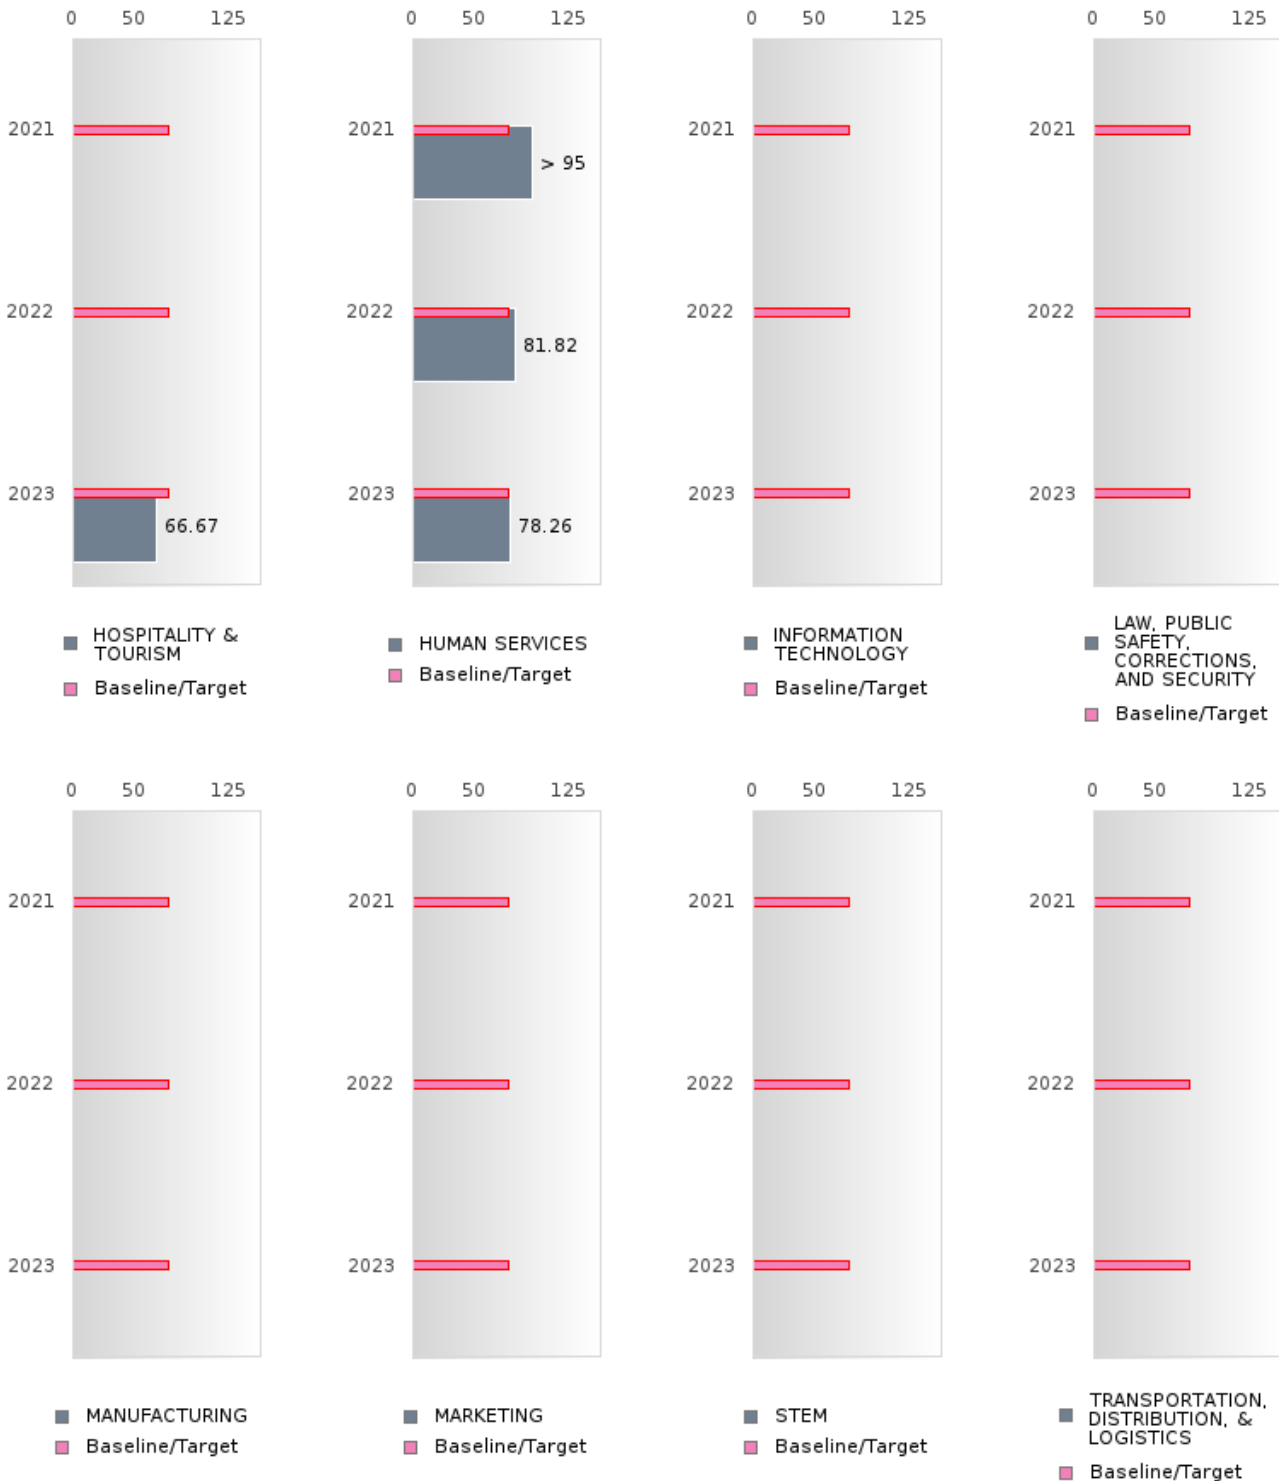 0 50 125
0 50 125
0 50 125
0 50 125
2021
2021
2021
2021
> 95
2022
2022
2022
2022
81.82
2023
2023
2023
2023
66.67
78.26
HOSPITALITY &
TOURISM
Baseline/Target
HUMAN SERVICES
Baseline/Target
INFORMATION
TECHNOLOGY
Baseline/Target
LAW, PUBLIC
SAFETY,
CORRECTIONS,
AND SECURITY
Baseline/Target
0 50 125
0 50 125
0 50 125
0 50 125
2021
2021
2021
2021
2022
2022
2022
2022
2023
2023
2023
2023
MANUFACTURING
Baseline/Target
MARKETING
Baseline/Target
STEM
Baseline/Target
TRANSPORTATION,
DISTRIBUTION, &
LOGISTICS
Baseline/Target